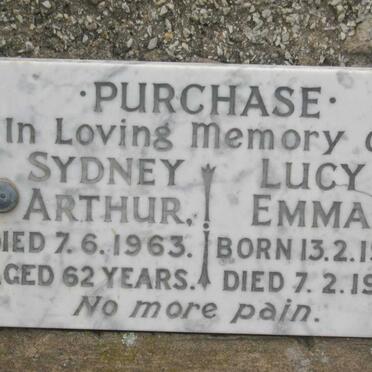 ·PURCHASE·
In Loving Memory
SYDNEY LUCY
ARTHUR, EMMA
DIED 7.6.1963. BORN 13.2.
AGED 62 YEARS. DIED 7.2.
No more pain.